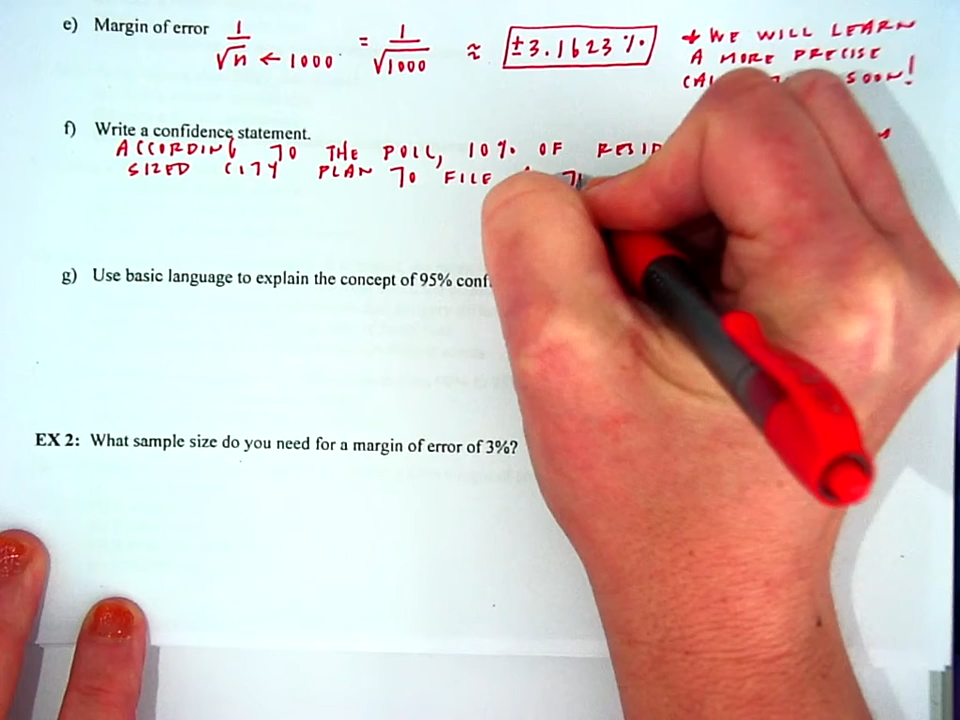 e) Margin of error 1/√n ← 1000 = 1/√1000 ≈ ±3.1623% * WE WILL LEARN
A MORE PRECISE
SOON!
f) Write a confidence statement.
ACCORDING TO THE POLL, 10% OF
SIZED CITY PLAN TO FILE
g) Use basic language to explain the concept of 95%
EX 2: What sample size do you need for a margin of error of 3%?